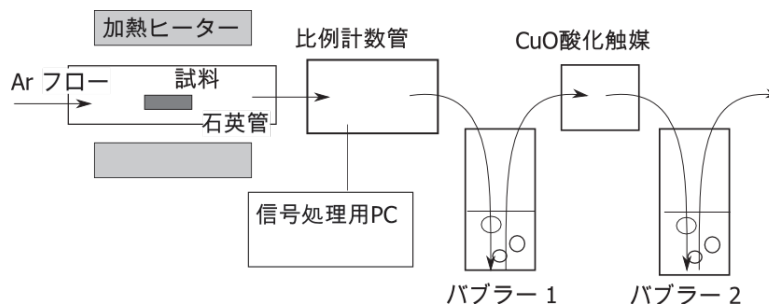 加熱ヒーター
比例計数管
CuO酸化触媒
Ar フロー
試料
石英管
信号処理用PC
バブラー 1
バブラー 2